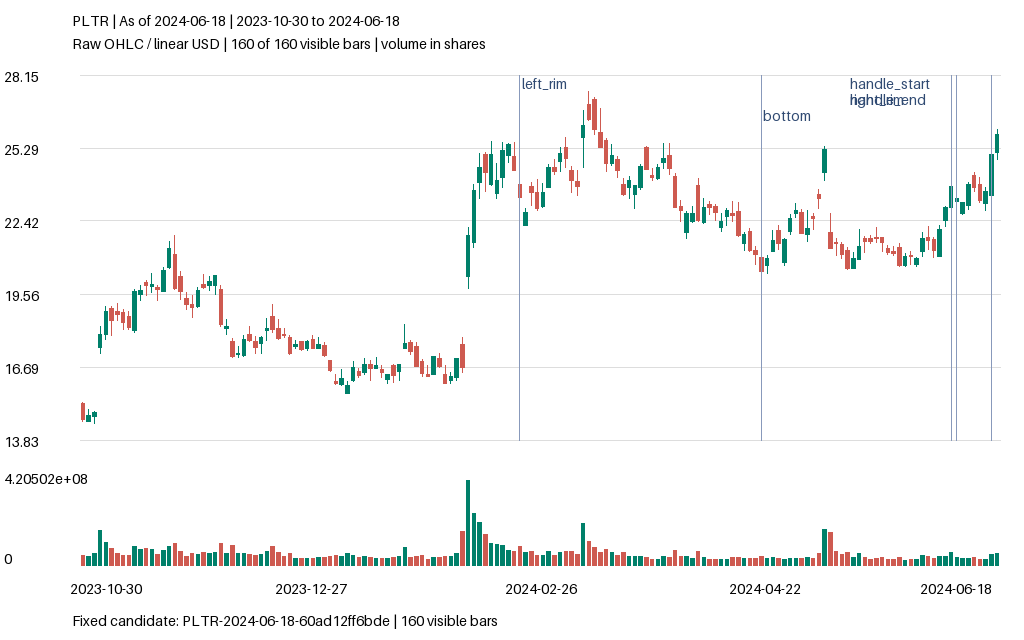 PLTR | As of 2024-06-18 | 2023-10-30 to 2024-06-18
Raw OHLC / linear USD | 160 of 160 visible bars | volume in shares
28.15
left_rim
handle_start
handle_end
bottom
25.29
22.42
19.56
16.69
13.83
4.20502e+08
0
2023-10-30
2023-12-27
2024-02-26
2024-04-22
2024-06-18
Fixed candidate: PLTR-2024-06-18-60ad12ff6bde | 160 visible bars